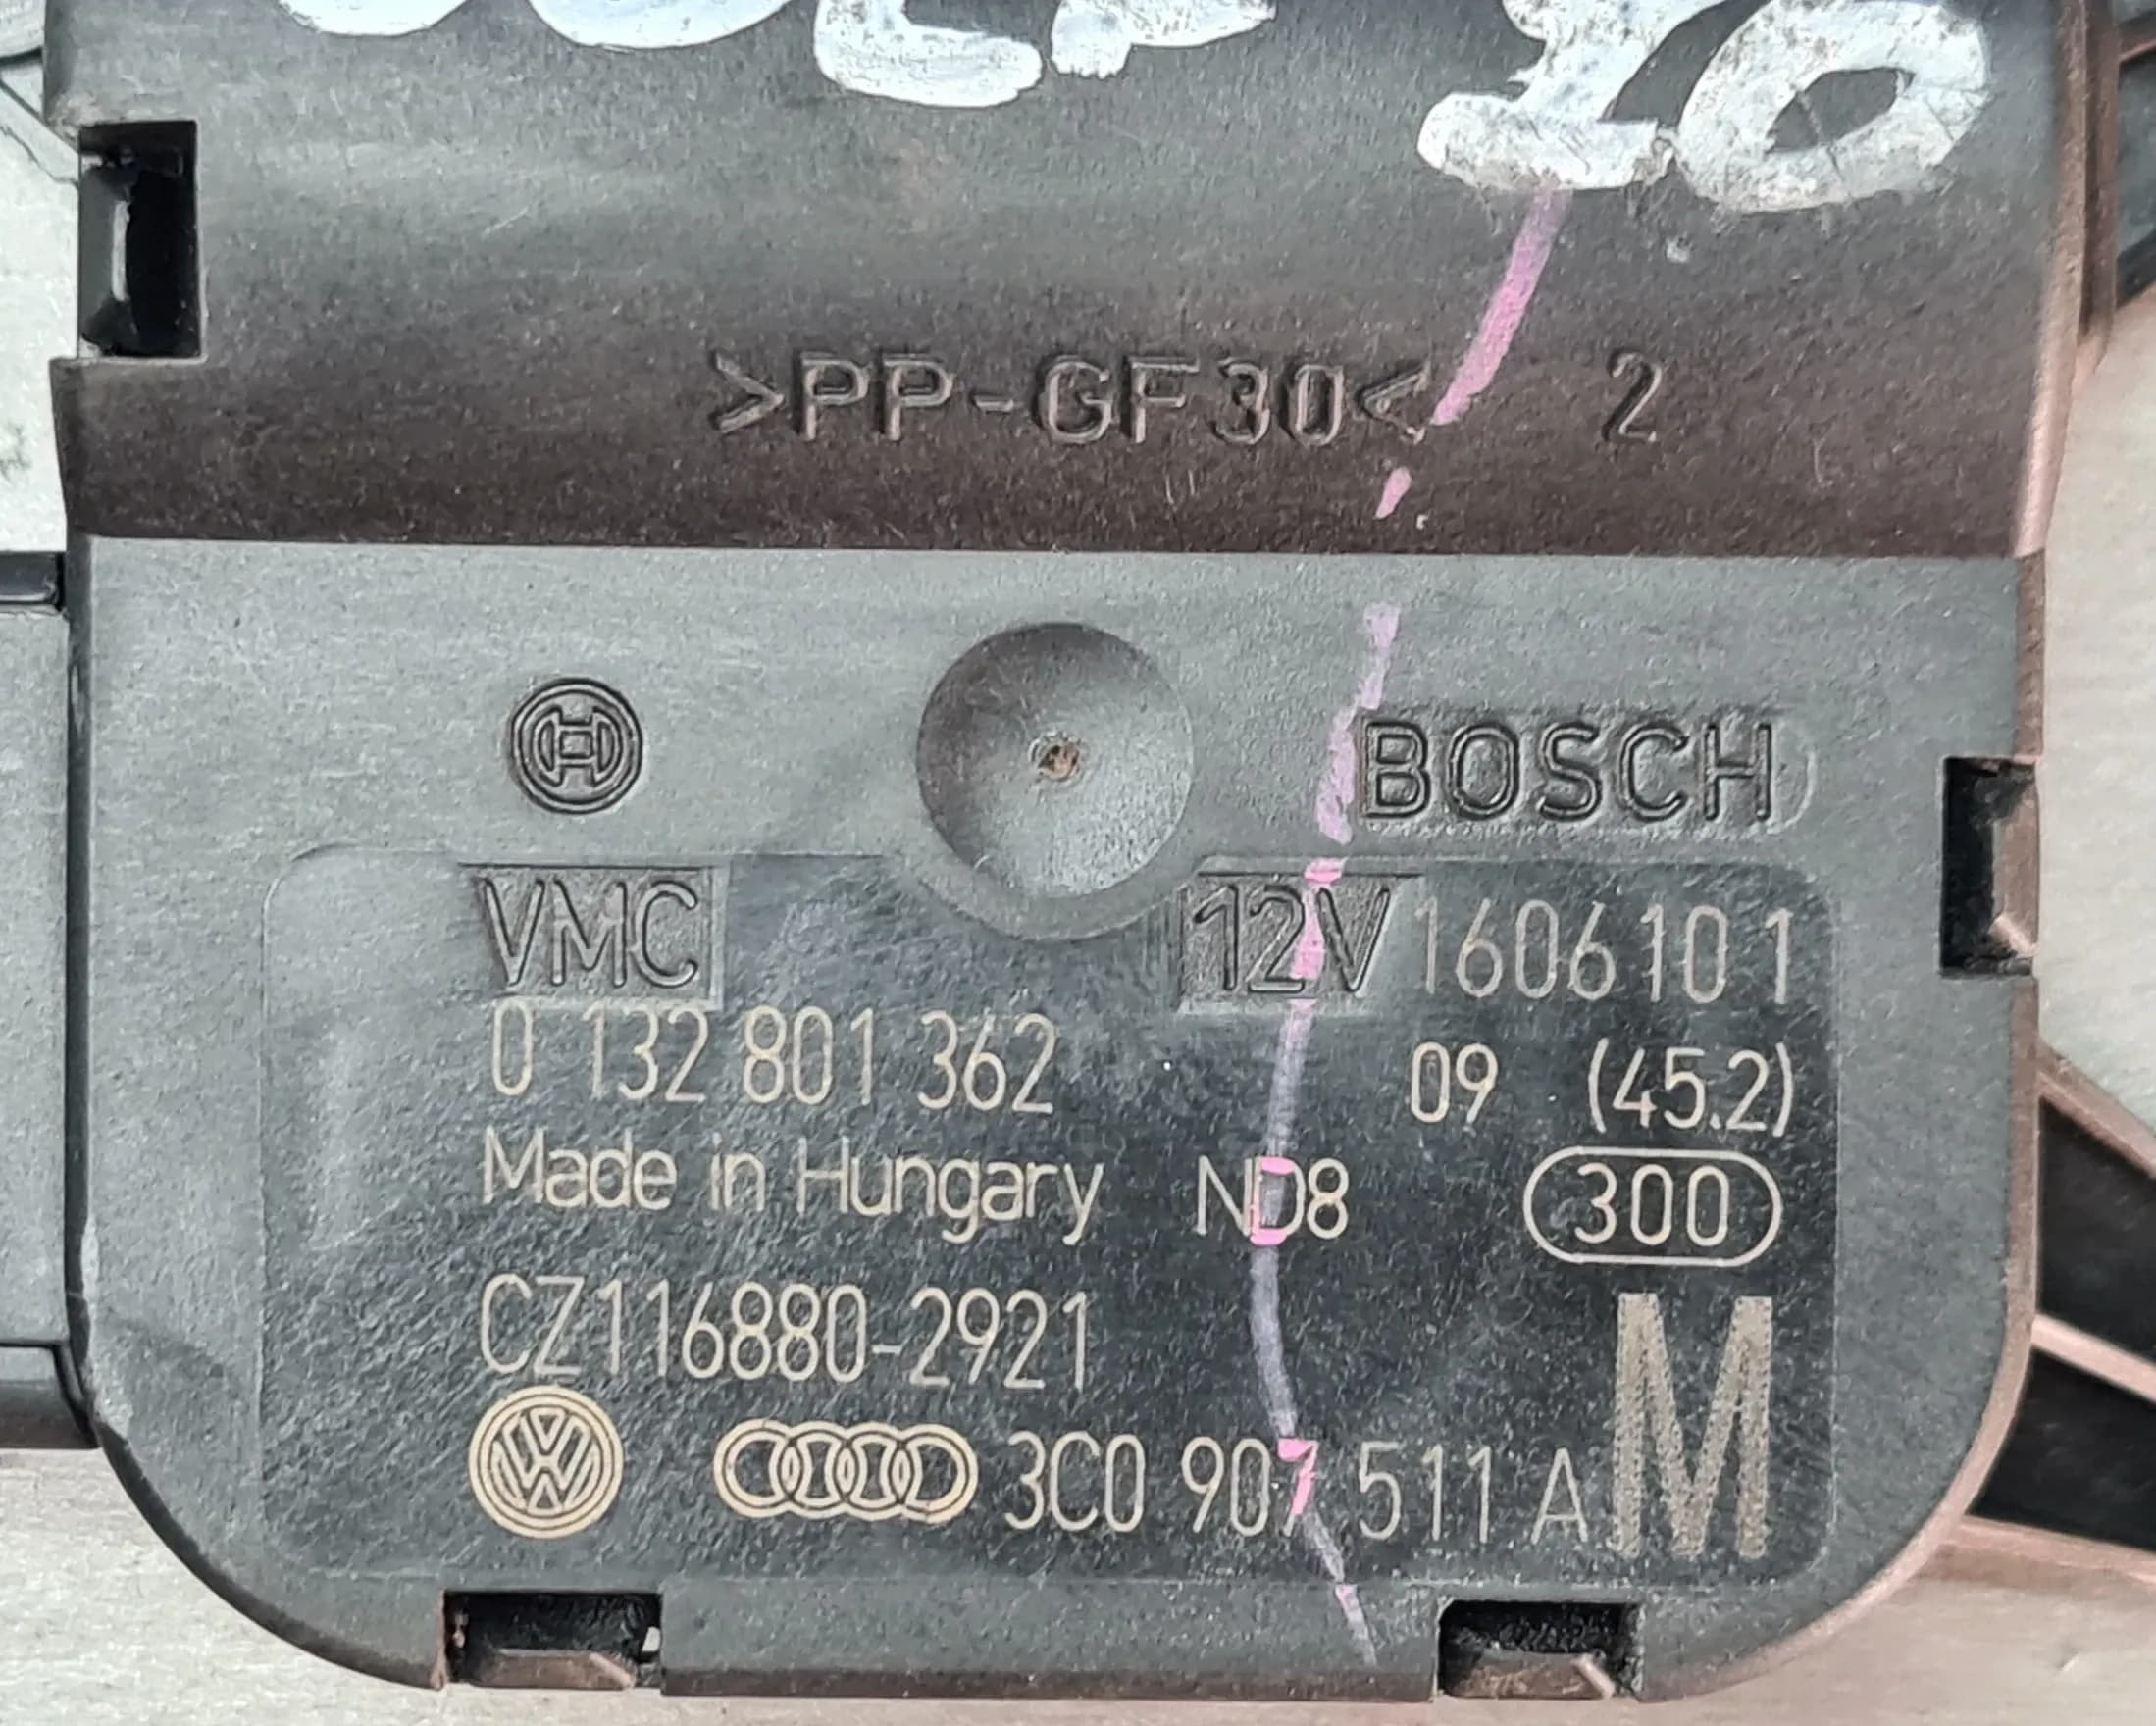 10
>PP-GF30< 2
BOSCH
VMC 12V 1606101
0 132 801 362 09 (45.2)
Made in Hungary ND8 300
CZ116880-2921
M
3C0 907 511 A